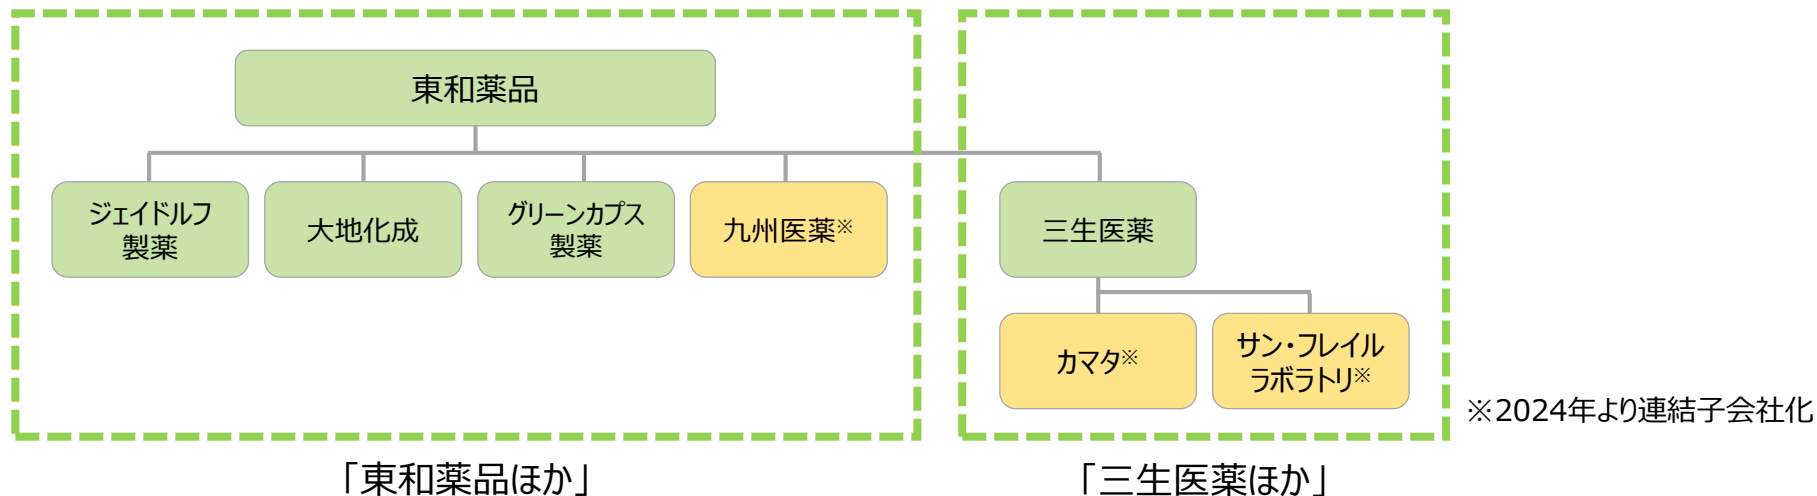 東和薬品
ジェイドルフ
製薬
大地化成
グリーンカプス
製薬
九州医薬※
三生医薬
カマタ※
サン・フレイル
ラボラトリ※
※2024年より連結子会社化
「東和薬品ほか」
「三生医薬ほか」